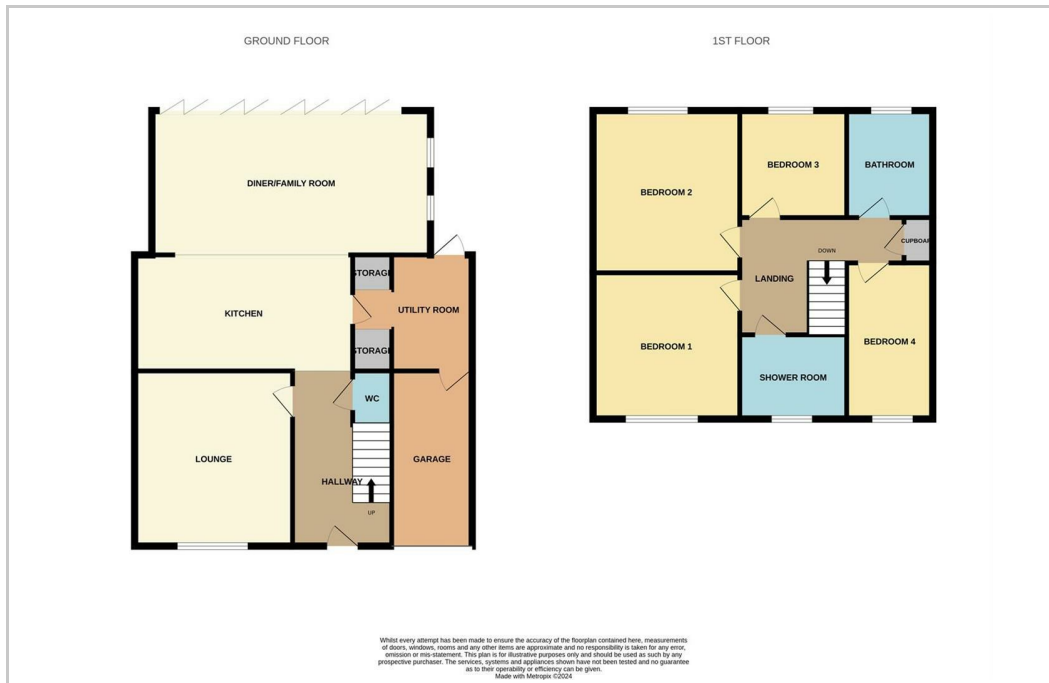 GROUND FLOOR
1ST FLOOR
DINER/FAMILY ROOM
STORAGE
KITCHEN
UTILITY ROOM
STORAGE
WC
LOUNGE
GARAGE
HALLWAY
UP
BEDROOM 3
BATHROOM
BEDROOM 2
CUPBOAR
DOWN
LANDING
BEDROOM 1
BEDROOM 4
SHOWER ROOM
Whilst every attempt has been made to ensure the accuracy of the floorplan contained here, measurements
of doors, windows, rooms and any other items are approximate and no responsibility is taken for any error,
omission or mis-statement. This plan is for illustrative purposes only and should be used as such by any
prospective purchaser. The services, systems and appliances shown have not been tested and no guarantee
as to their operability or efficiency can be given.
Made with Metropix ©2024